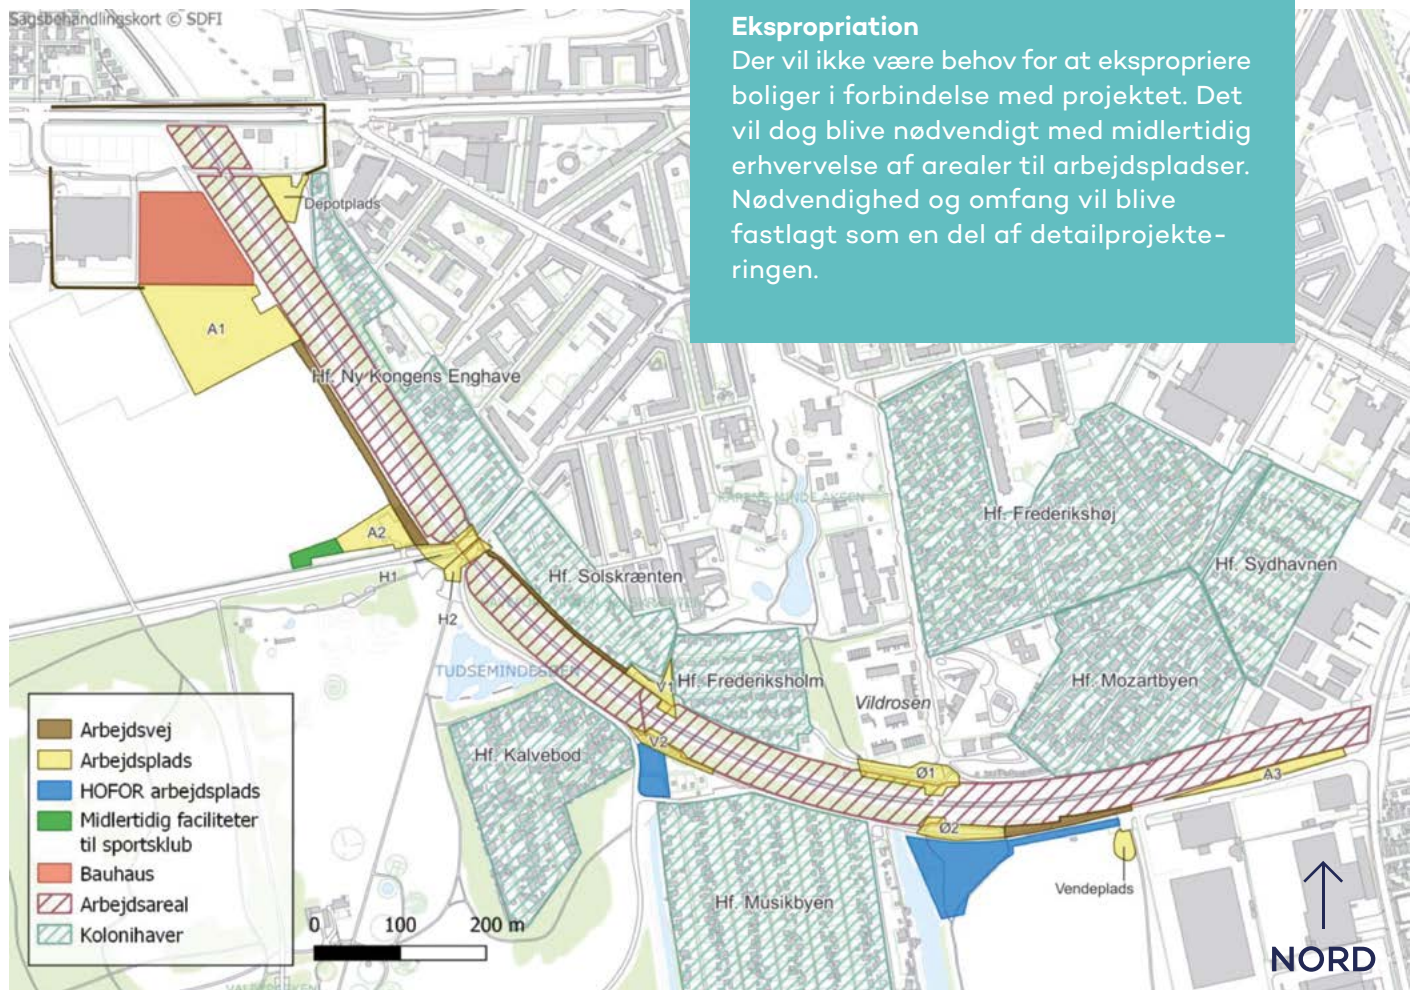 Sagsbehandlingskort © SDFI
Ekspropriation
Der vil ikke være behov for at ekspropriere
boliger i forbindelse med projektet. Det
vil dog blive nødvendigt med midlertidig
erhvervelse af arealer til arbejdspladser.
Nødvendighed og omfang vil blive
fastlagt som en del af detailprojekte-
ringen.
Depotplads
A1
Hf. Ny Kongens Enghave
KARENS MINDE AKSEN
Hf. Frederikshøj
A2
Hf. Sydhavnen
H1
Hf. Solskrænten
H2
TUDSEMINDESØEN
V1
Hf. Frederiksholm
Hf. Mozartbyen
Vildrosen
V2
Hf. Kalvebod
Ø1
A3
Ø2
Vendeplads
Hf. Musikbyen
Arbejdsvej
Arbejdsplads
HOFOR arbejdsplads
Midlertidig faciliteter
til sportsklub
Bauhaus
Arbejdsareal
Kolonihaver
0 100 200 m
NORD